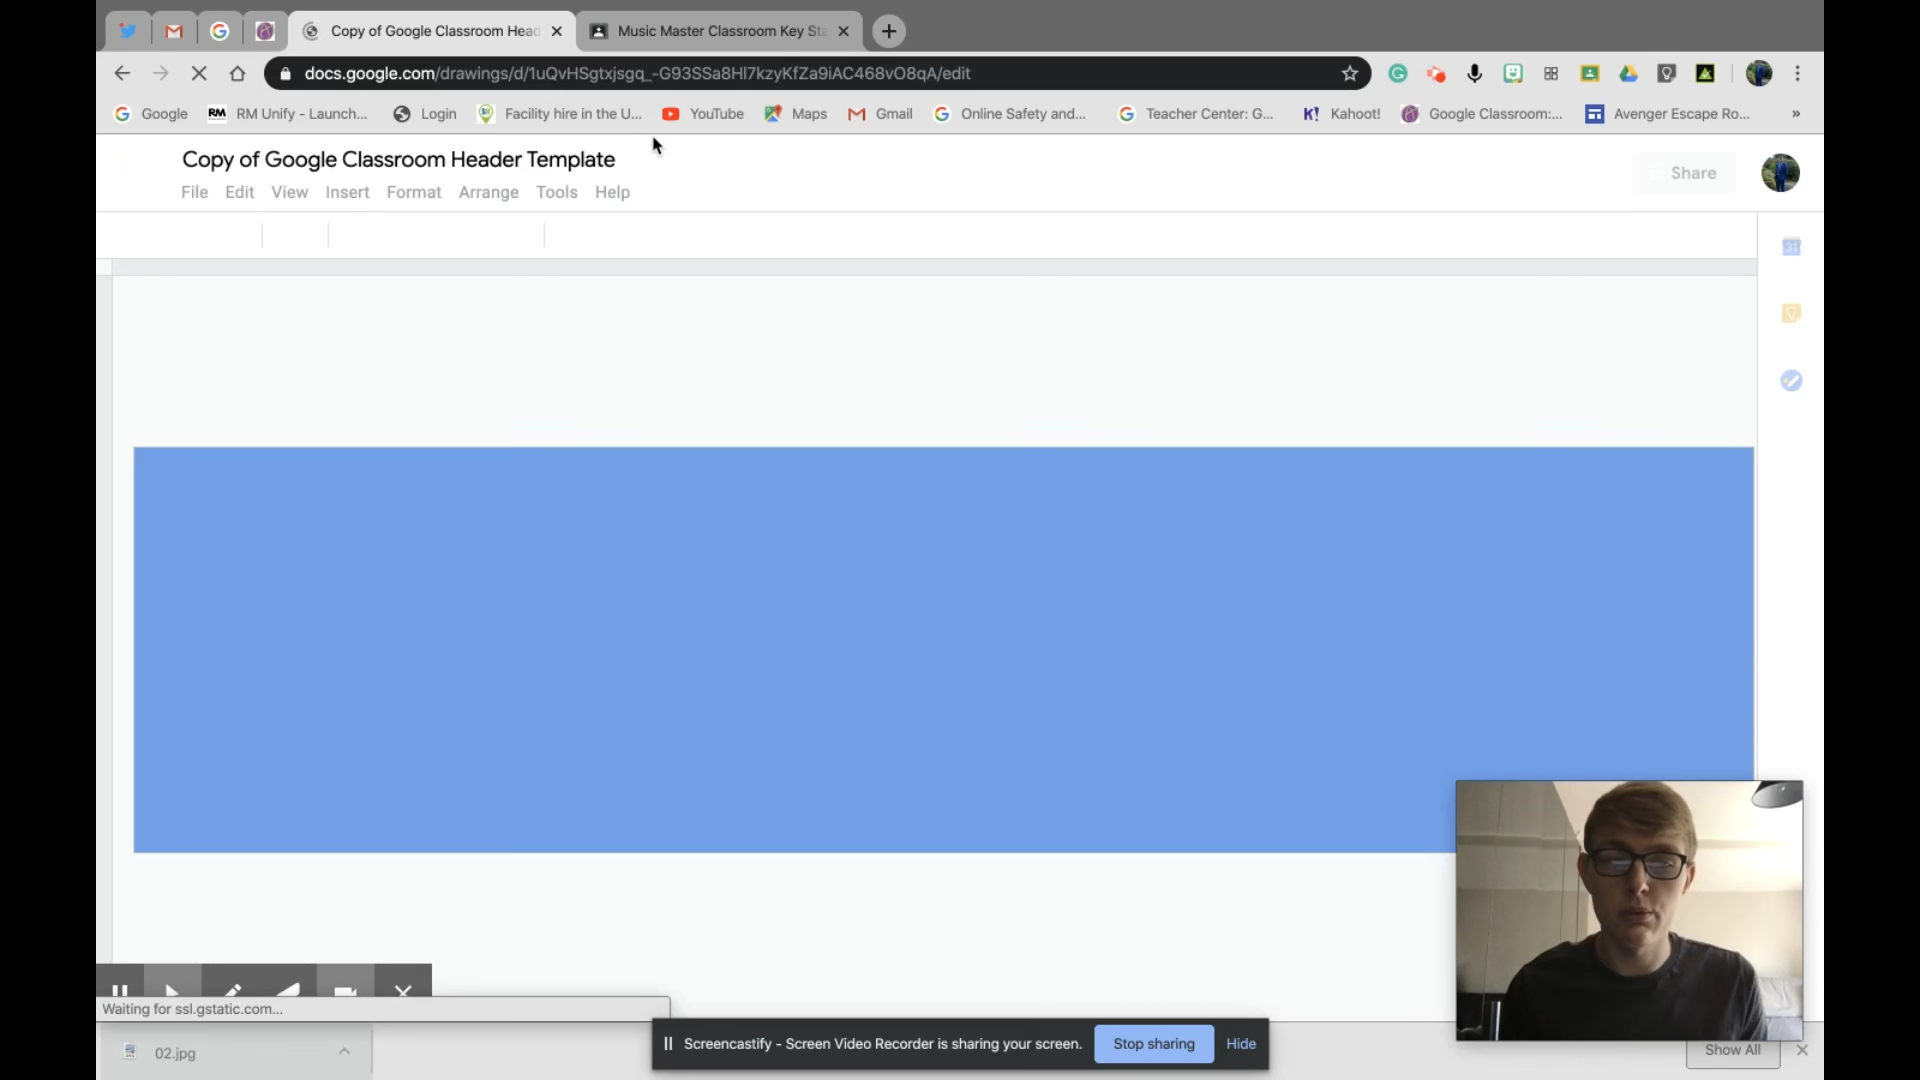 Copy of Google Classroom Head
Music Master Classroom Key Sta
docs.google.com/drawings/d/1uQvHSgtxjsgq_-G93SSa8Hl7kzyKfZa9iAC468vO8qA/edit
Google
RM Unify - Launch...
Login
Facility hire in the U...
YouTube
Maps
Gmail
Online Safety and...
Teacher Center: G...
K! Kahoot!
Google Classroom:...
Avenger Escape Ro...
»
Copy of Google Classroom Header Template
File Edit View Insert Format Arrange Tools Help
Share
31
Waiting for ssl.gstatic.com...
02.jpg
Screencastify - Screen Video Recorder is sharing your screen.
Stop sharing
Hide
Show All